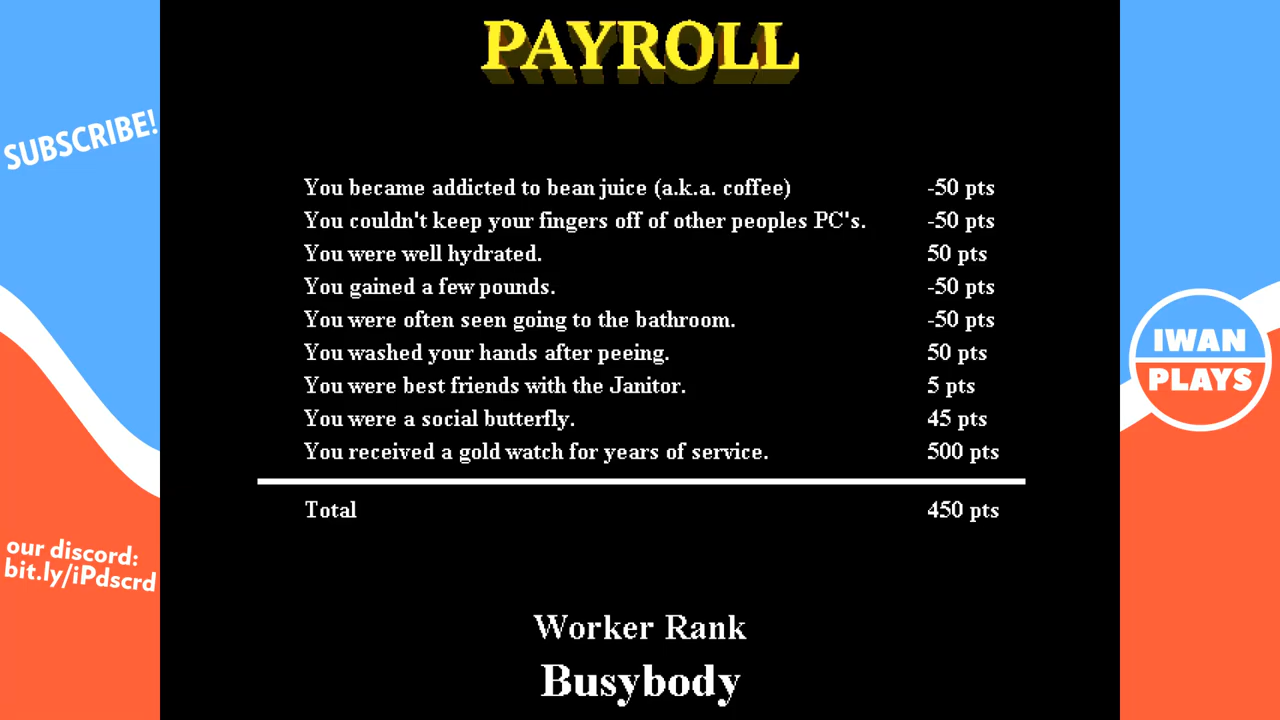 PAYROLL
SUBSCRIBE!
You became addicted to bean juice (a.k.a. coffee) -50 pts
You couldn't keep your fingers off of other peoples PC's. -50 pts
You were well hydrated. 50 pts
You gained a few pounds. -50 pts
You were often seen going to the bathroom. -50 pts
You washed your hands after peeing. 50 pts
You were best friends with the Janitor. 5 pts
You were a social butterfly. 45 pts
You received a gold watch for years of service. 500 pts
Total 450 pts
IWAN
PLAYS
our discord:
bit.ly/iPdscrd
Worker Rank
Busybody